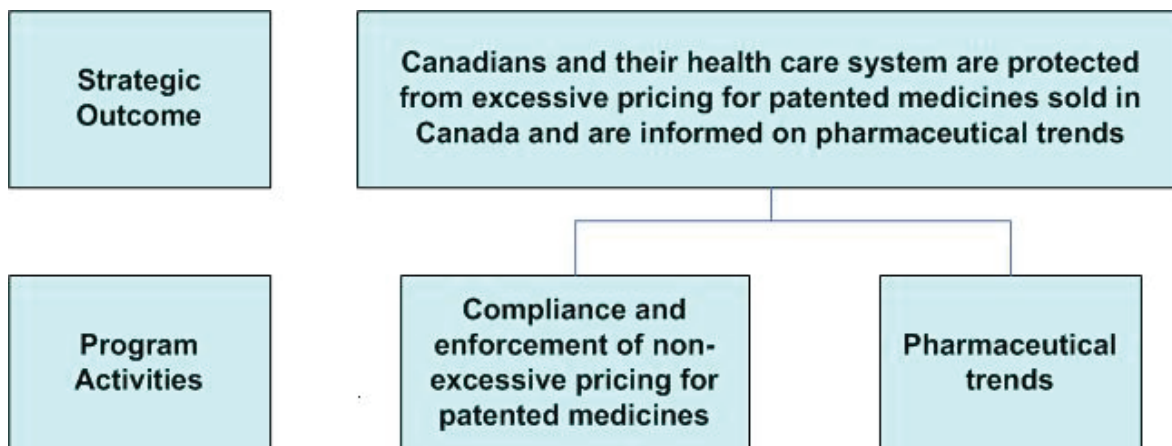 Strategic
Outcome
Canadians and their health care system are protected
from excessive pricing for patented medicines sold in
Canada and are informed on pharmaceutical trends
Program
Activities
Compliance and
enforcement of non-
excessive pricing for
patented medicines
Pharmaceutical
trends